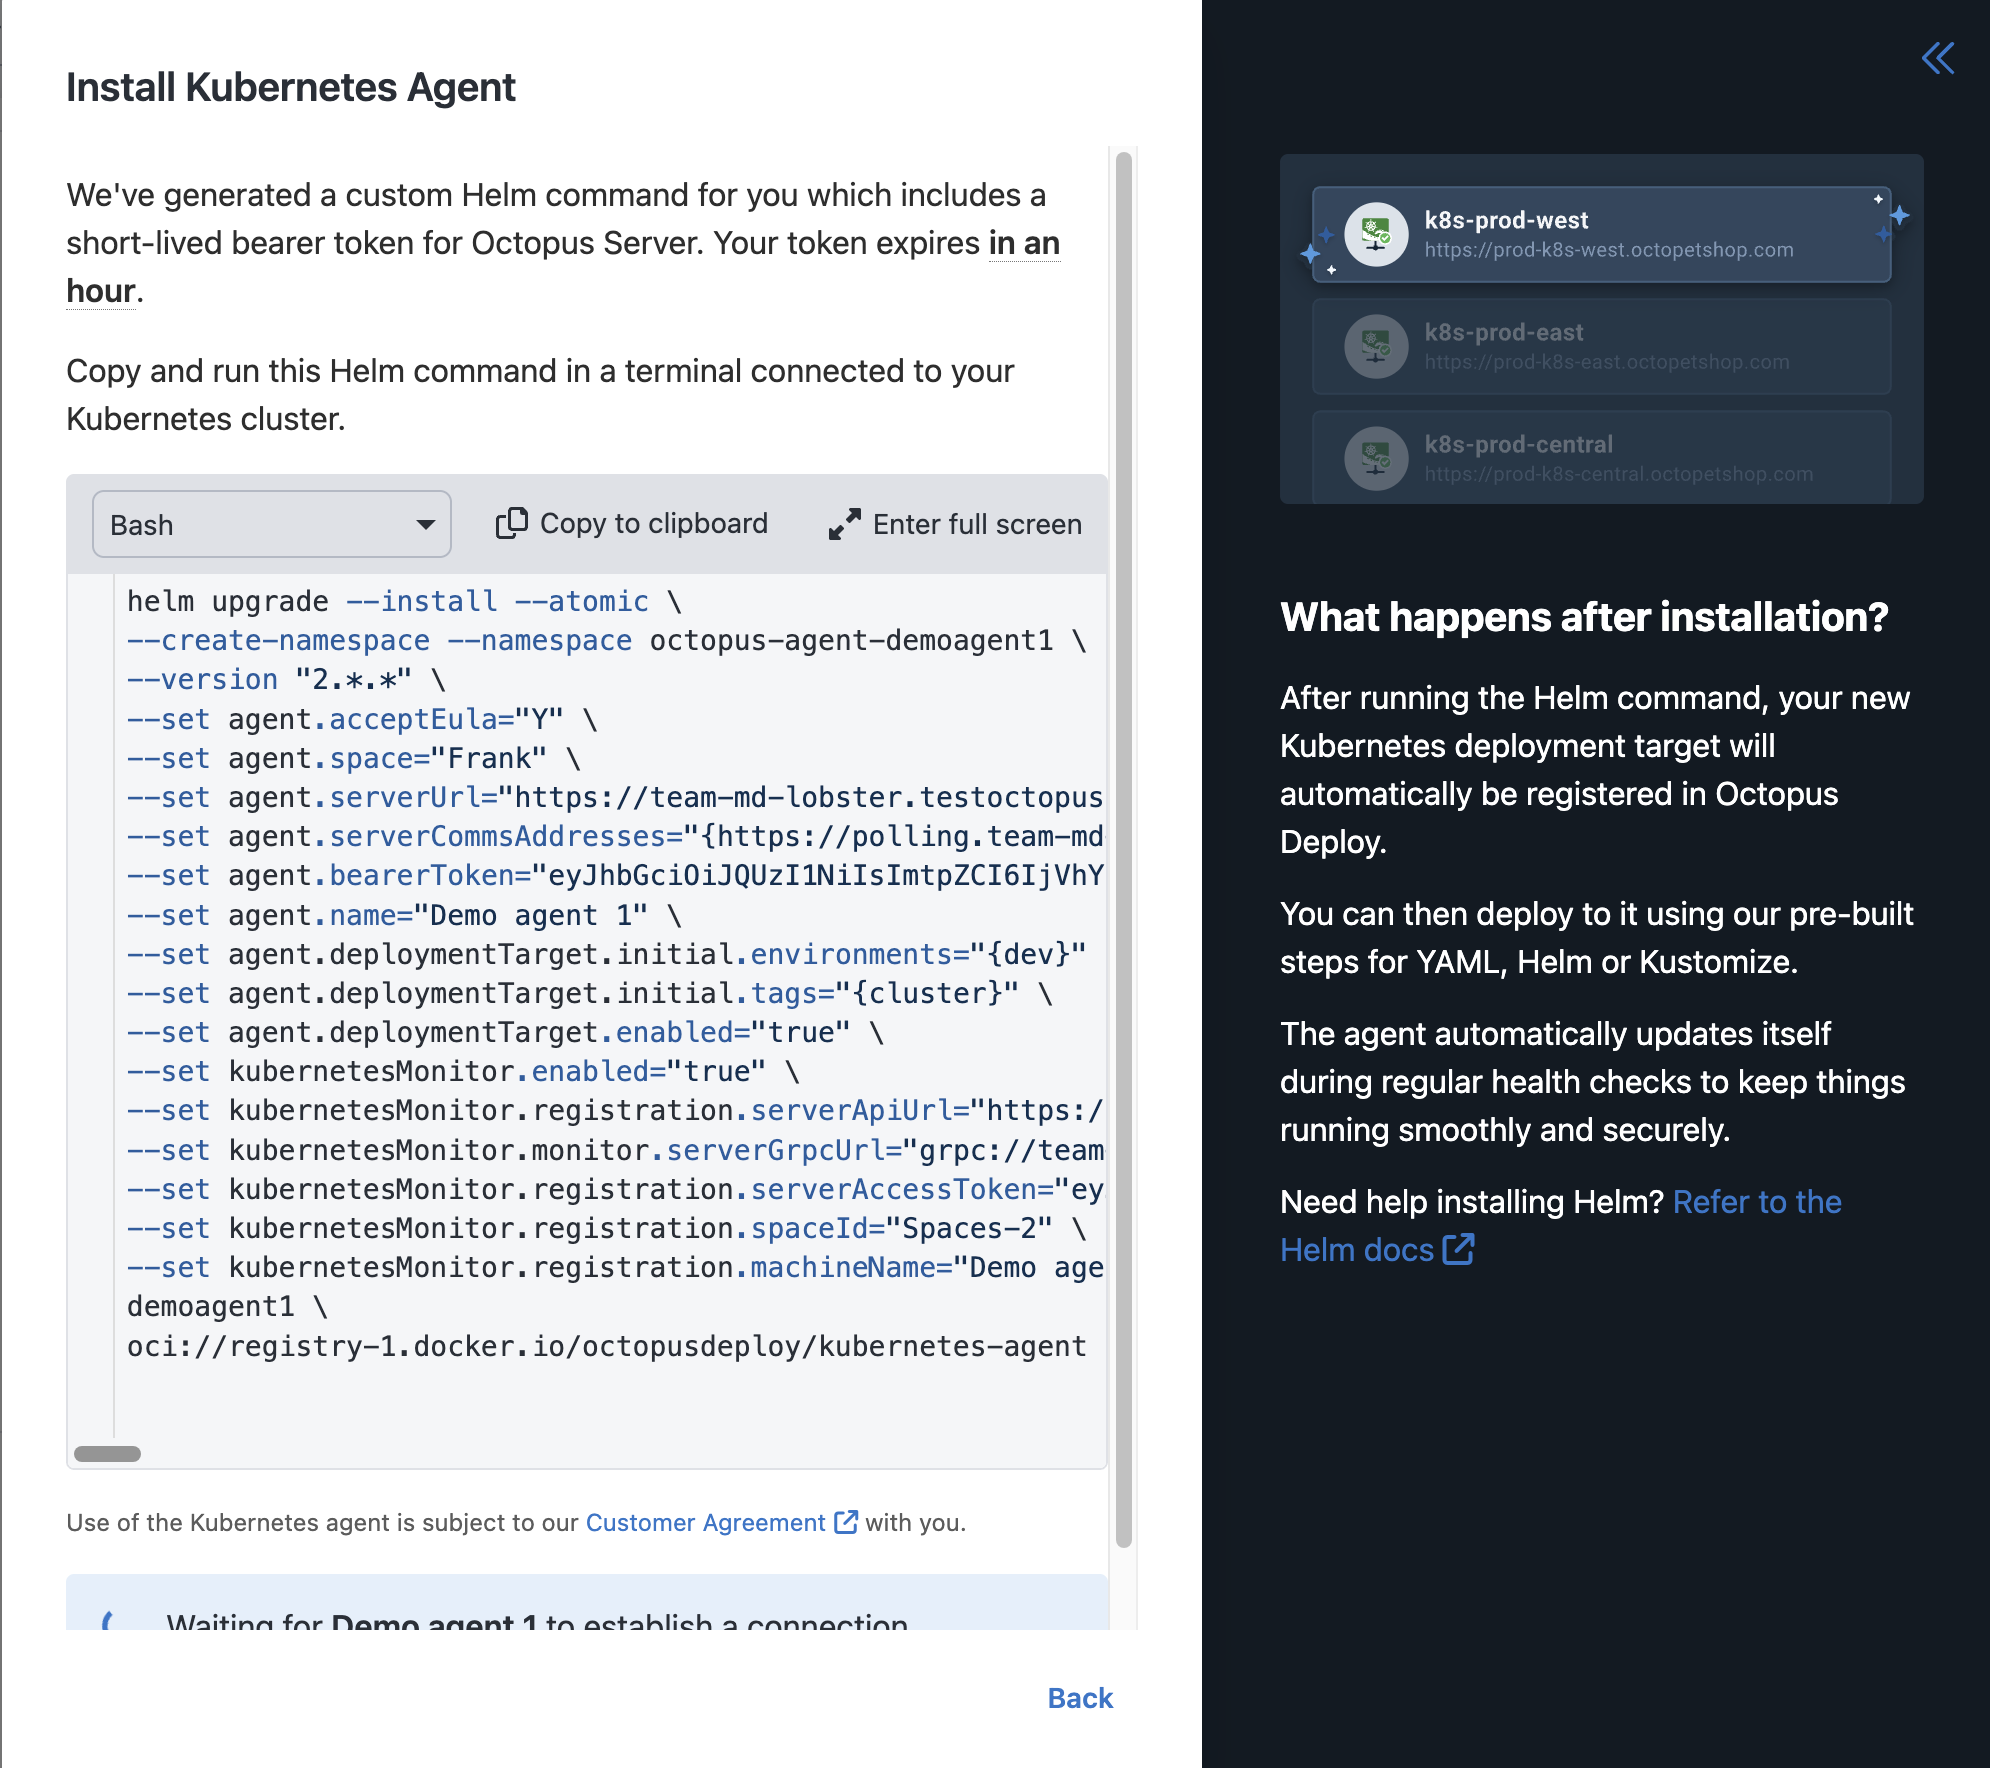 Install Kubernetes Agent
We've generated a custom Helm command for you which includes a
short-lived bearer token for Octopus Server. Your token expires in an
hour.
Copy and run this Helm command in a terminal connected to your
Kubernetes cluster.
Bash
Copy to clipboard
Enter full screen
helm upgrade --install --atomic \
--create-namespace --namespace octopus-agent-demoagent1 \
--version "2.*.*" \
--set agent.acceptEula="Y" \
--set agent.space="Frank" \
--set agent.serverUrl="https://team-md-lobster.testoctopus
--set agent.serverCommsAddresses="{https://polling.team-md-
--set agent.bearerToken="eyJhbGciOiJQUzI1NiIsImtpZCI6IjVhY
--set agent.name="Demo agent 1" \
--set agent.deploymentTarget.initial.environments="{dev}"
--set agent.deploymentTarget.initial.tags="{cluster}" \
--set agent.deploymentTarget.enabled="true" \
--set kubernetesMonitor.enabled="true" \
--set kubernetesMonitor.registration.serverApiUrl="https:/
--set kubernetesMonitor.monitor.serverGrpcUrl="grpc://team-
--set kubernetesMonitor.registration.serverAccessToken="ey
--set kubernetesMonitor.registration.spaceId="Spaces-2" \
--set kubernetesMonitor.registration.machineName="Demo age
demoagent1 \
oci://registry-1.docker.io/octopusdeploy/kubernetes-agent
Use of the Kubernetes agent is subject to our Customer Agreement with you.
Waiting for Demo agent 1 to establish a connection
Back
k8s-prod-west
https://prod-k8s-west.octopetshop.com
k8s-prod-east
https://prod-k8s-east.octopetshop.com
k8s-prod-central
https://prod-k8s-central.octopetshop.com
What happens after installation?
After running the Helm command, your new
Kubernetes deployment target will
automatically be registered in Octopus
Deploy.
You can then deploy to it using our pre-built
steps for YAML, Helm or Kustomize.
The agent automatically updates itself
during regular health checks to keep things
running smoothly and securely.
Need help installing Helm? Refer to the
Helm docs